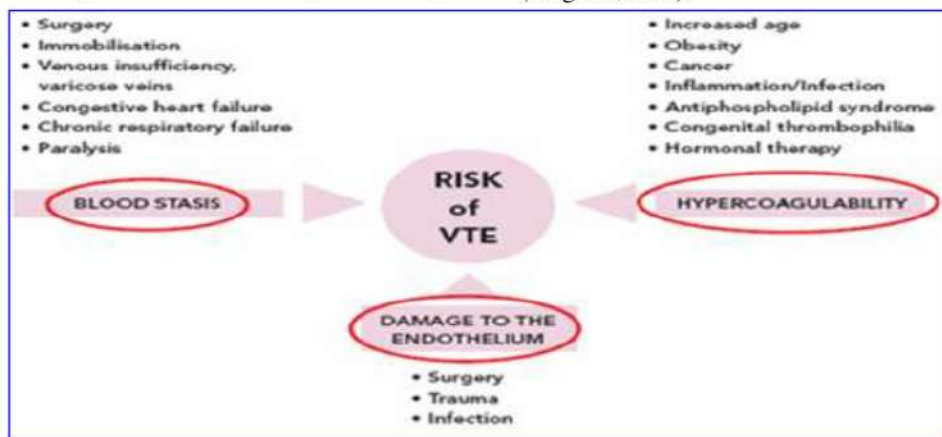 • Surgery
• Immobilisation
• Venous insufficiency,
varicose veins
• Congestive heart failure
• Chronic respiratory failure
• Paralysis
• Increased age
• Obesity
• Cancer
• Inflammation/Infection
• Antiphospholipid syndrome
• Congenital thrombophilia
• Hormonal therapy
BLOOD STASIS
RISK
of
VTE
HYPERCOAGULABILITY
DAMAGE TO THE
ENDOTHELIUM
• Surgery
• Trauma
• Infection